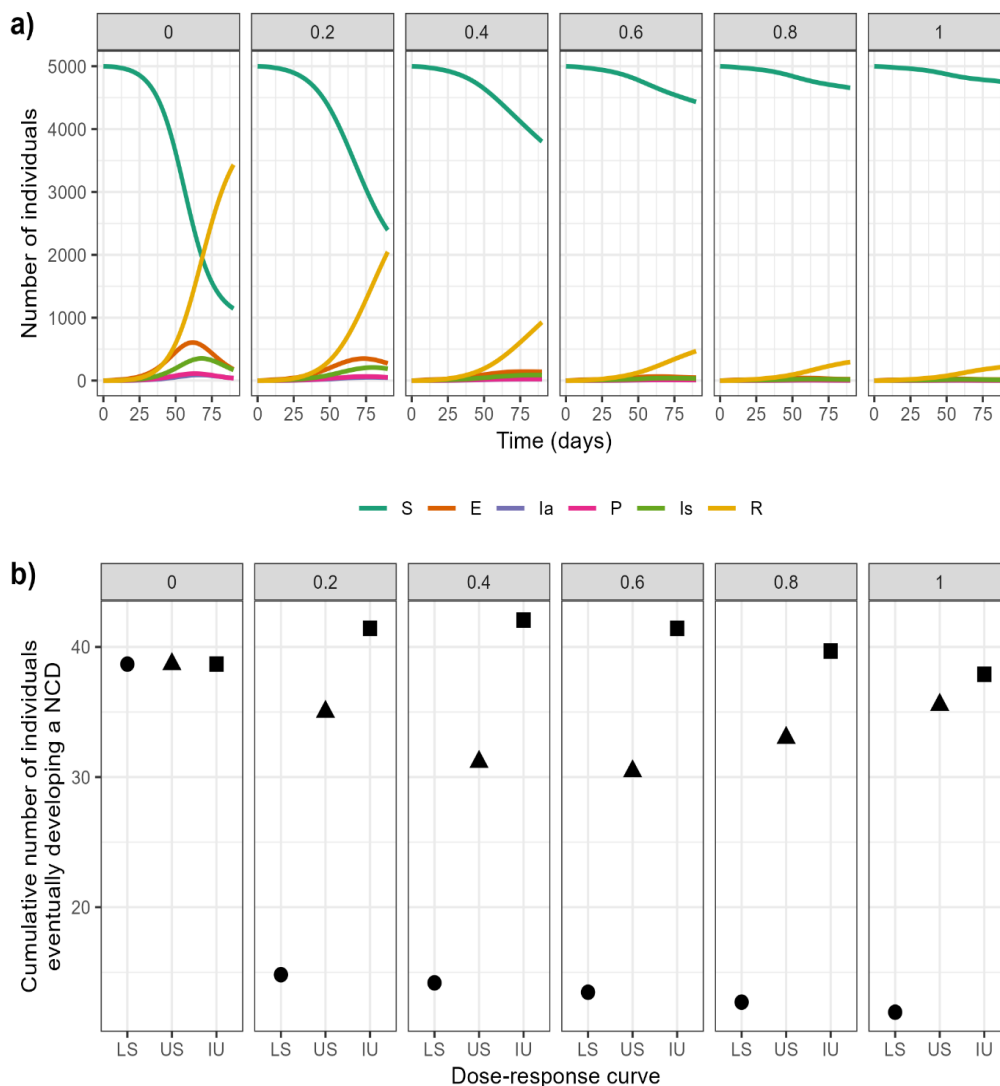 a)
0 0.2 0.4 0.6 0.8 1
Number of individuals
5000
4000
3000
2000
1000
0
0 25 50 75 0 25 50 75 0 25 50 75 0 25 50 75 0 25 50 75 0 25 50 75
Time (days)
S E Ia P Is R
b)
0 0.2 0.4 0.6 0.8 1
Cumulative number of individuals
eventually developing a NCD
40
30
20
LS US IU LS US IU LS US IU LS US IU LS US IU LS US IU
Dose-response curve